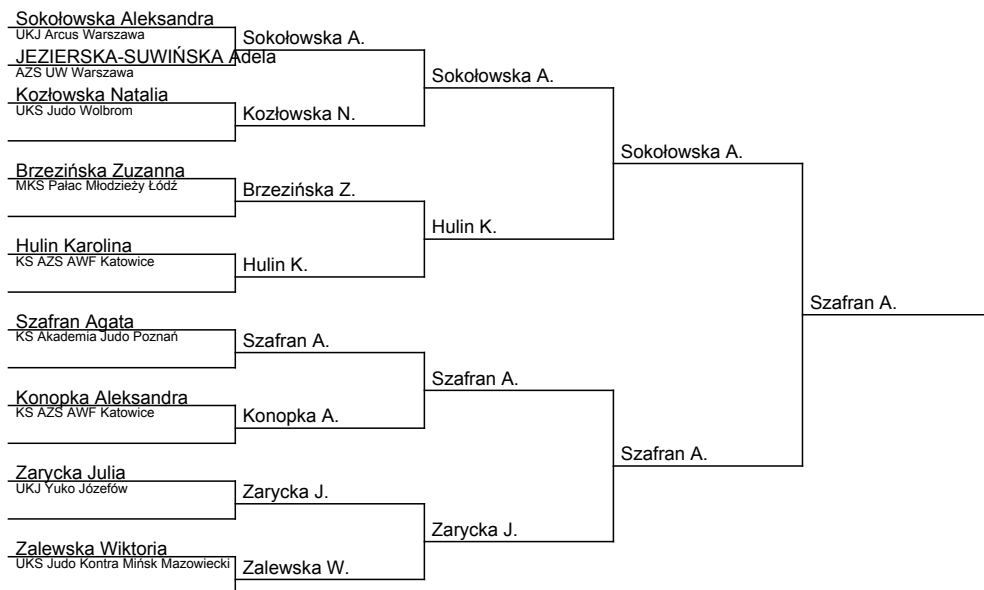 Sokołowska Aleksandra
UKJ Arcus Warszawa
JEZIERSKA-SUWIŃSKA Adela
AZS UW Warszawa
Kozłowska Natalia
UKS Judo Wolbrom
Brzezińska Zuzanna
MKS Pałac Młodzieży Łódź
Hulin Karolina
KS AZS AWF Katowice
Szafran Agata
KS Akademia Judo Poznań
Konopka Aleksandra
KS AZS AWF Katowice
Zarycka Julia
UKJ Yuko Józefów
Zalewska Wiktoria
UKS Judo Kontra Mińsk Mazowiecki
Sokołowska A.
Kozłowska N.
Brzezińska Z.
Hulin K.
Szafran A.
Konopka A.
Zarycka J.
Zalewska W.
Sokołowska A.
Hulin K.
Szafran A.
Zarycka J.
Sokołowska A.
Szafran A.
Szafran A.